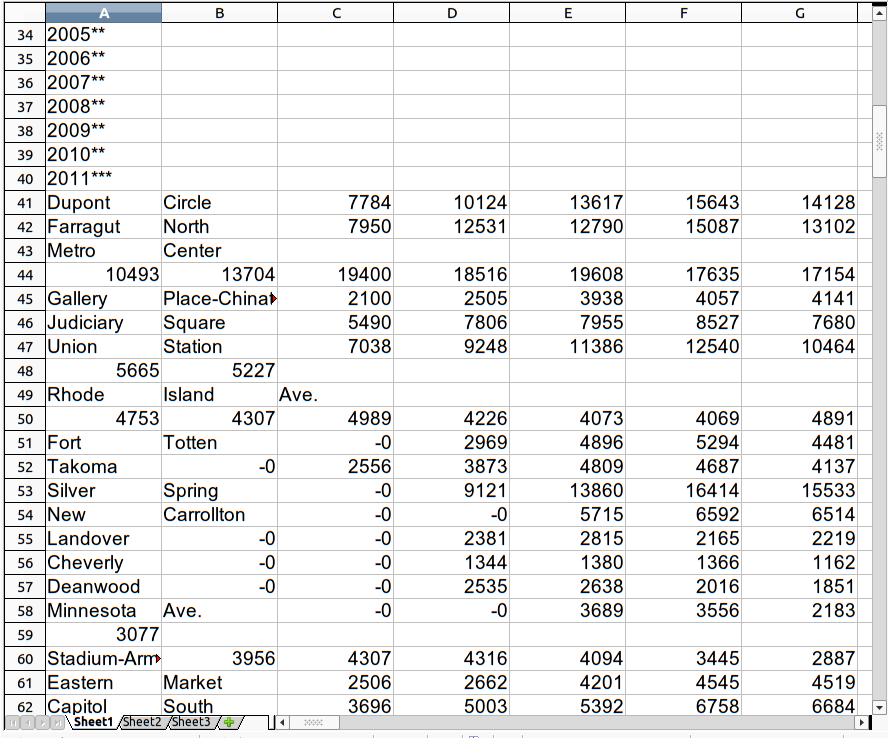 A B C D E F G
34 2005**
35 2006**
36 2007**
37 2008**
38 2009**
39 2010**
40 2011***
41 Dupont Circle 7784 10124 13617 15643 14128
42 Farragut North 7950 12531 12790 15087 13102
43 Metro Center
44 10493 13704 19400 18516 19608 17635 17154
45 Gallery Place-Chinat 2100 2505 3938 4057 4141
46 Judiciary Square 5490 7806 7955 8527 7680
47 Union Station 7038 9248 11386 12540 10464
48 5665 5227
49 Rhode Island Ave.
50 4753 4307 4989 4226 4073 4069 4891
51 Fort Totten -0 2969 4896 5294 4481
52 Takoma -0 2556 3873 4809 4687 4137
53 Silver Spring -0 9121 13860 16414 15533
54 New Carrollton -0 -0 5715 6592 6514
55 Landover -0 -0 2381 2815 2165 2219
56 Cheverly -0 -0 1344 1380 1366 1162
57 Deanwood -0 -0 2535 2638 2016 1851
58 Minnesota Ave. -0 -0 3689 3556 2183
59 3077
60 Stadium-Arm 3956 4307 4316 4094 3445 2887
61 Eastern Market 2506 2662 4201 4545 4519
62 Capitol South 3696 5003 5392 6758 6684
Sheet1 Sheet2 Sheet3